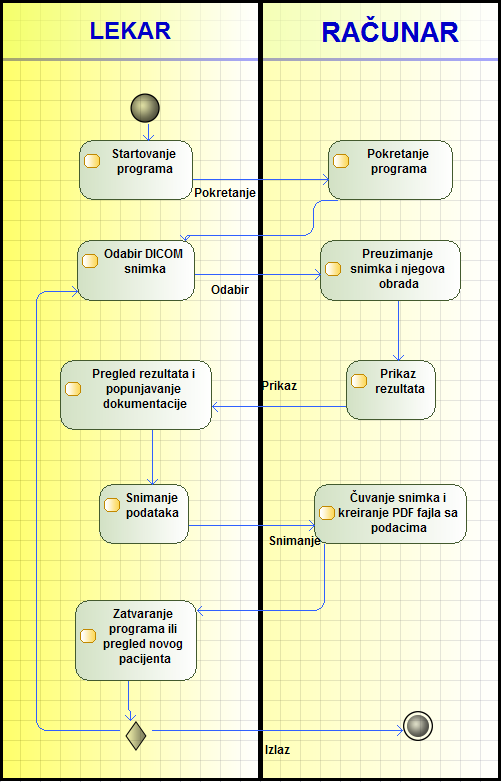 LEKAR
RAČUNAR
Startovanje
programa
Pokretanje
Pokretanje
programa
Odabir DICOM
snimka
Odabir
Preuzimanje
snimka i njegova
obrada
Pregled rezultata i
popunjavanje
dokumentacije
Prikaz
Prikaz
rezultata
Snimanje
podataka
Snimanje
Čuvanje snimka i
kreiranje PDF fajla sa
podacima
Zatvaranje
programa ili
pregled novog
pacijenta
Izlaz